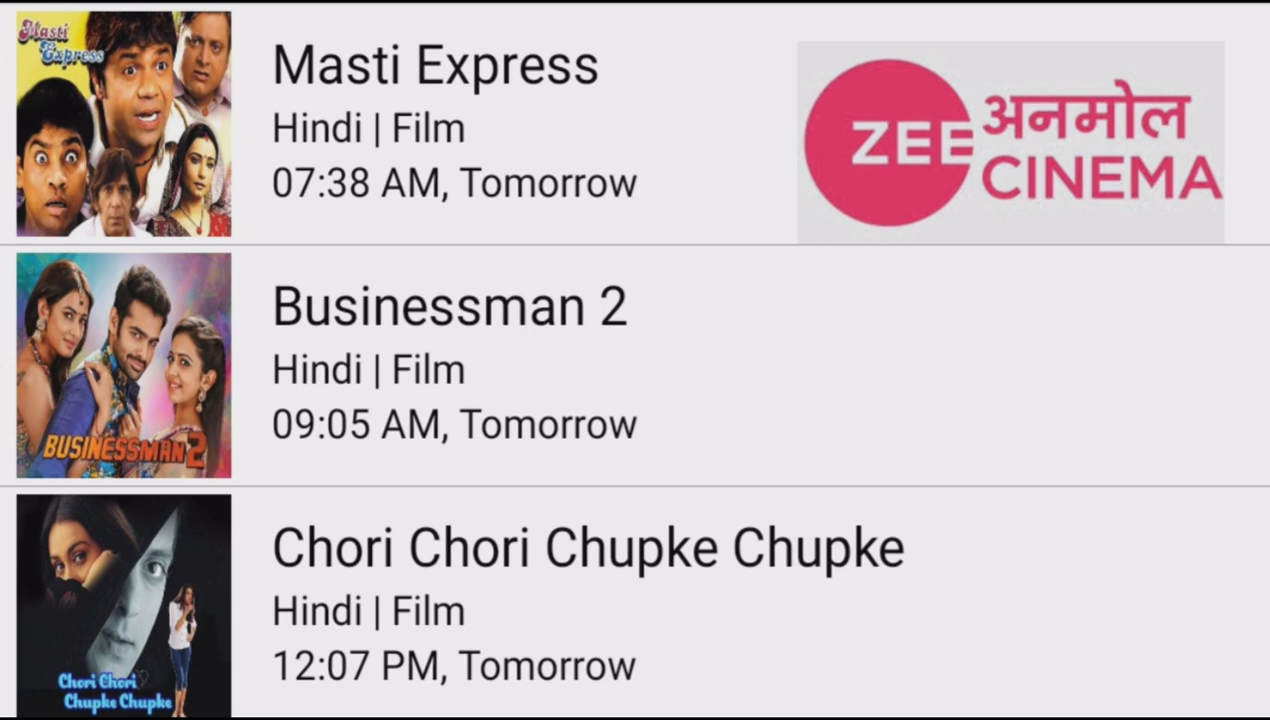 Masti
Express
Masti Express
Hindi | Film
07:38 AM, Tomorrow
ZEE अनमोल
CINEMA
Businessman 2
Hindi | Film
09:05 AM, Tomorrow
BUSINESSMAN 2
Chori Chori Chupke Chupke
Hindi | Film
12:07 PM, Tomorrow
Chori Chori
Chupke Chupke